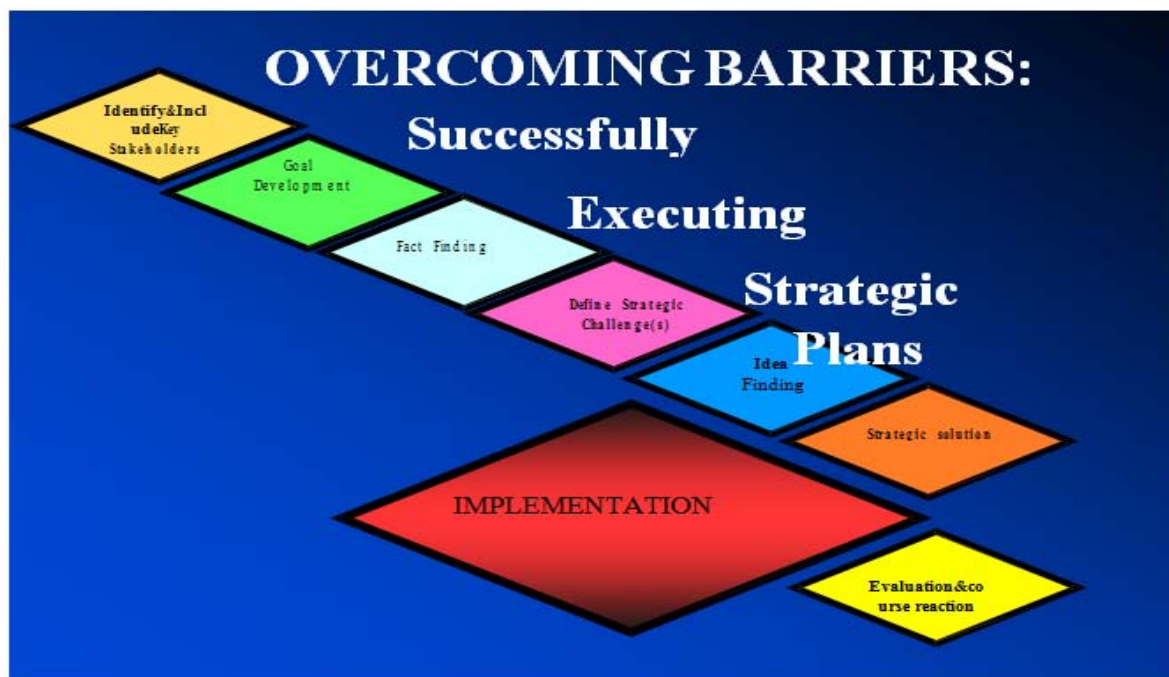 OVERCOMING BARRIERS:
Successfully
Executing
Strategic
Plans
Identify&Incl
udeKey
Stakeholders
Goal
Development
Fact Finding
Define Strategic
Challenge(s)
Idea
Finding
Strategic solution
IMPLEMENTATION
Evaluation&co
urse reaction